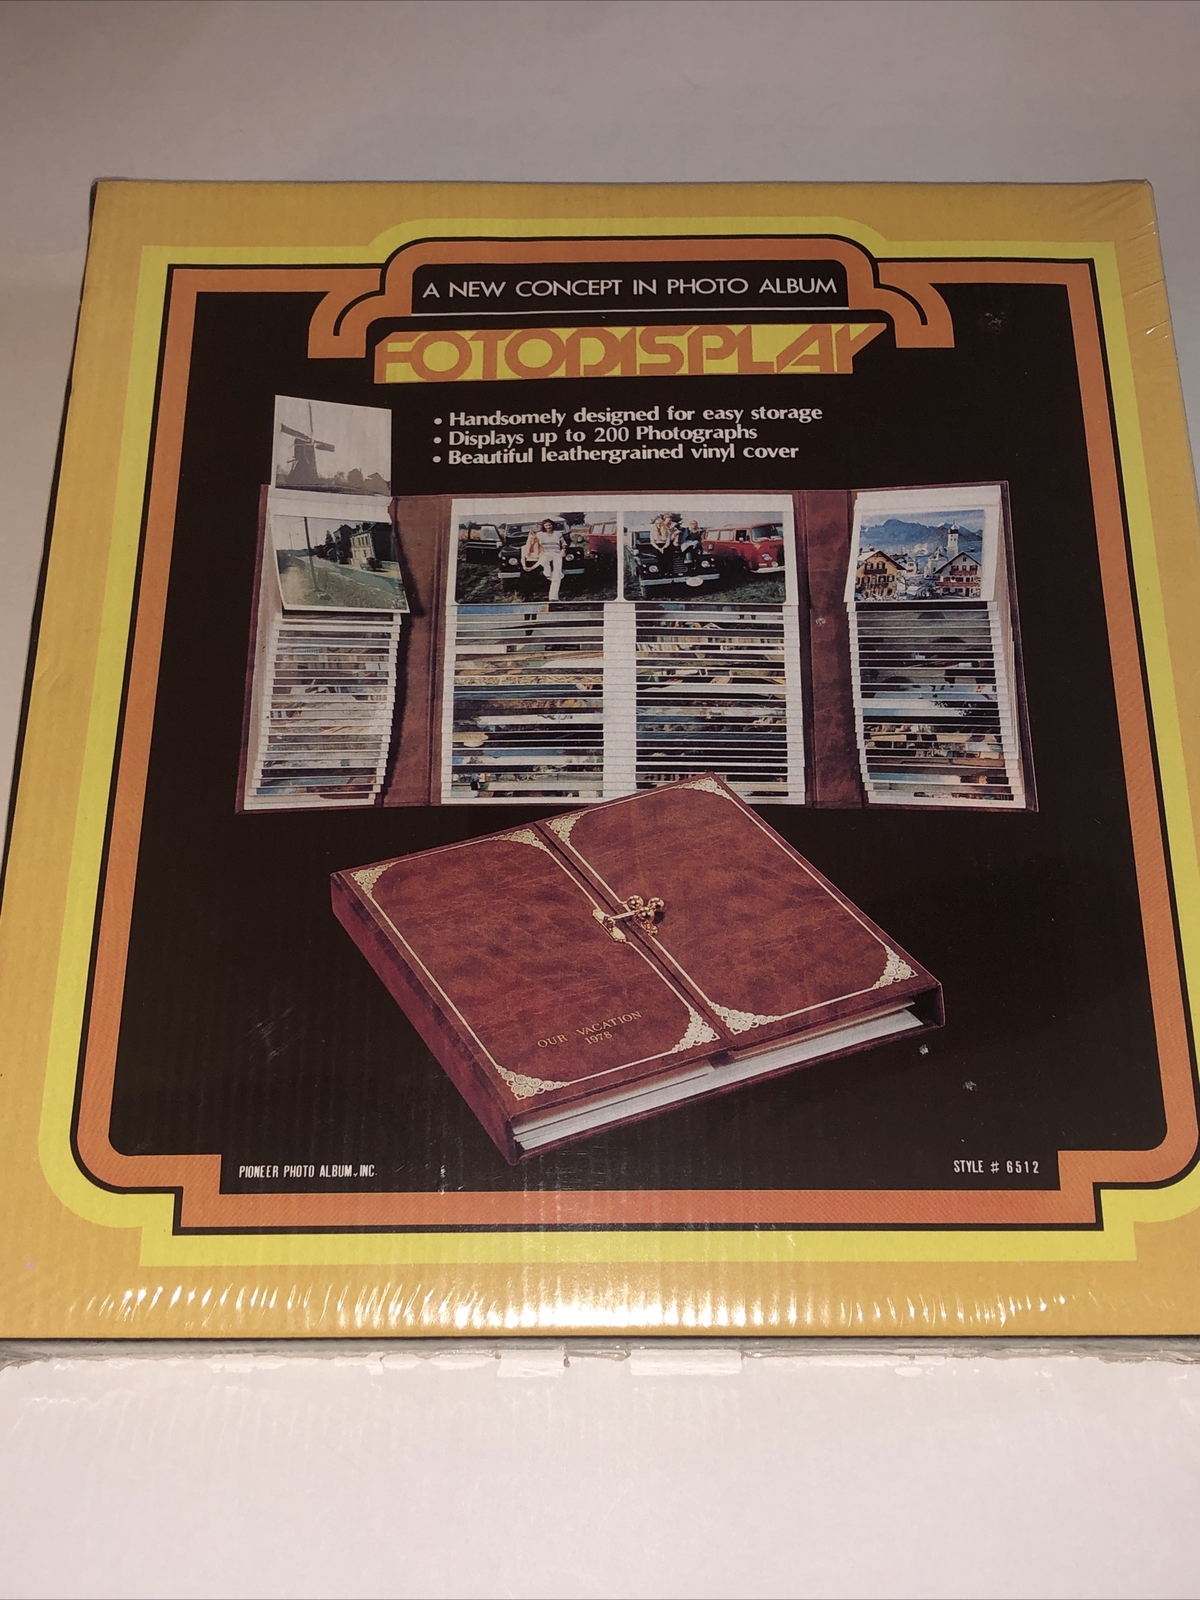 A NEW CONCEPT IN PHOTO ALBUM
FOTODISPLAY
• Handsomely designed for easy storage
• Displays up to 200 Photographs
• Beautiful leathergrained vinyl cover
OUR VACATION
1978
PIONEER PHOTO ALBUM, INC.
STYLE # 6512